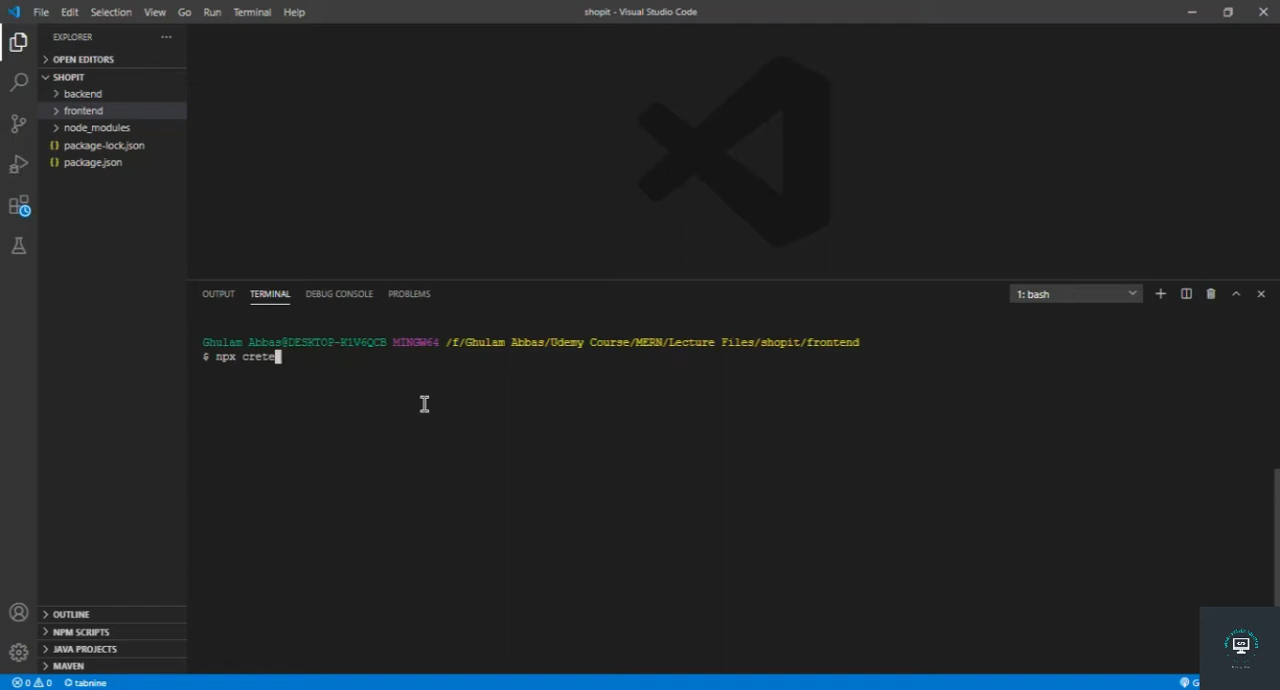 File Edit Selection View Go Run Terminal Help
shopit - Visual Studio Code
EXPLORER
OPEN EDITORS
SHOPIT
backend
frontend
node_modules
{} package-lock.json
{} package.json
OUTPUT TERMINAL DEBUG CONSOLE PROBLEMS
1: bash
Ghulam Abbas@DESKTOP-K1V6QCB MINGW64 /f/Ghulam Abbas/Udemy Course/MERN/Lecture Files/shopit/frontend
$ npx crete
OUTLINE
NPM SCRIPTS
JAVA PROJECTS
MAVEN
0 0 tabnine
G